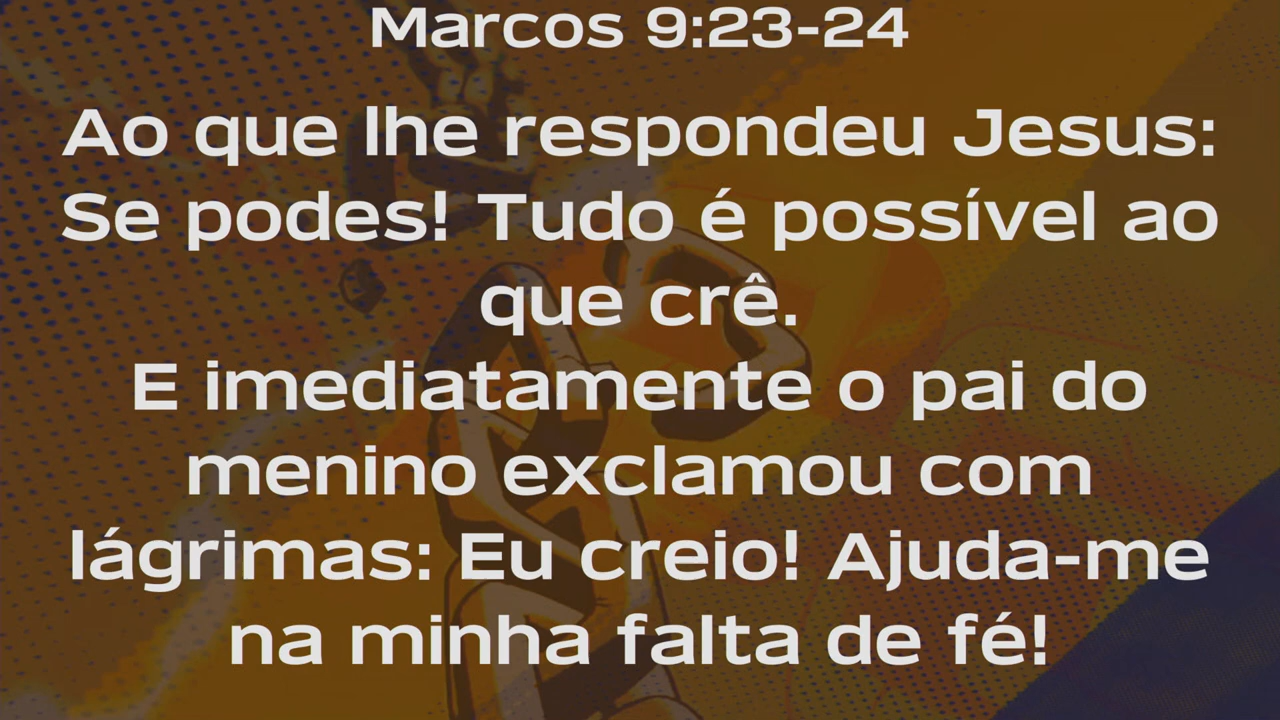 Marcos 9:23-24
Ao que lhe respondeu Jesus:
Se podes! Tudo é possível ao
que crê.
E imediatamente o pai do
menino exclamou com
lágrimas: Eu creio! Ajuda-me
na minha falta de fé!